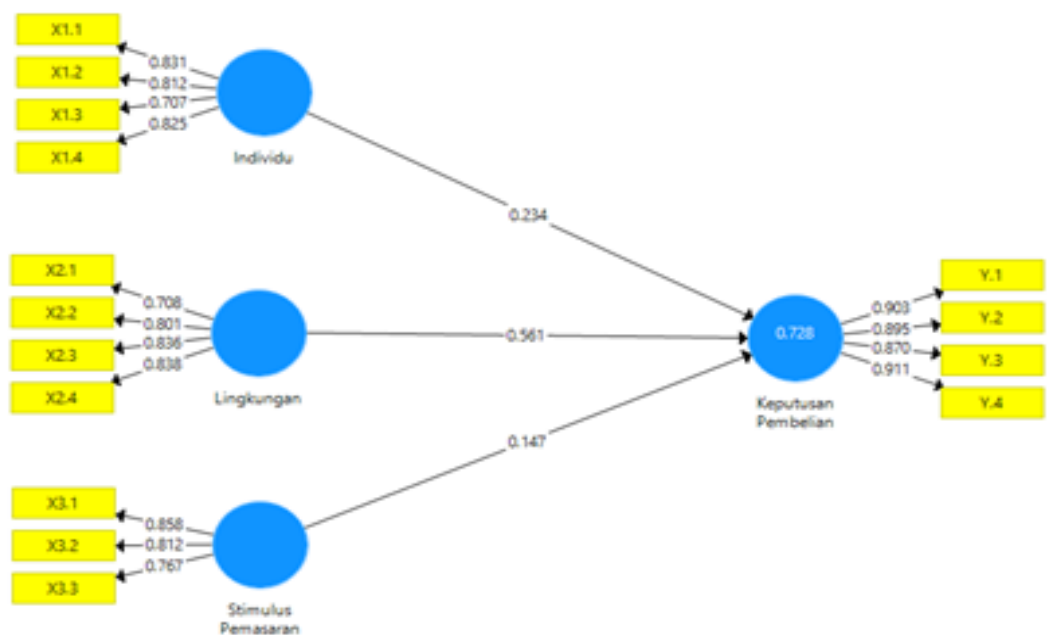 X1.1
X1.2
X1.3
X1.4
0.831
0.812
0.707
0.825
Individu
0.234
X2.1
X2.2
X2.3
X2.4
0.708
0.801
0.836
0.838
Lingkungan
0.561
X3.1
X3.2
X3.3
0.858
0.812
0.767
Stimulus
Pemasaran
0.147
0.728
Keputusan
Pembelian
0.903
0.895
0.870
0.911
Y.1
Y.2
Y.3
Y.4